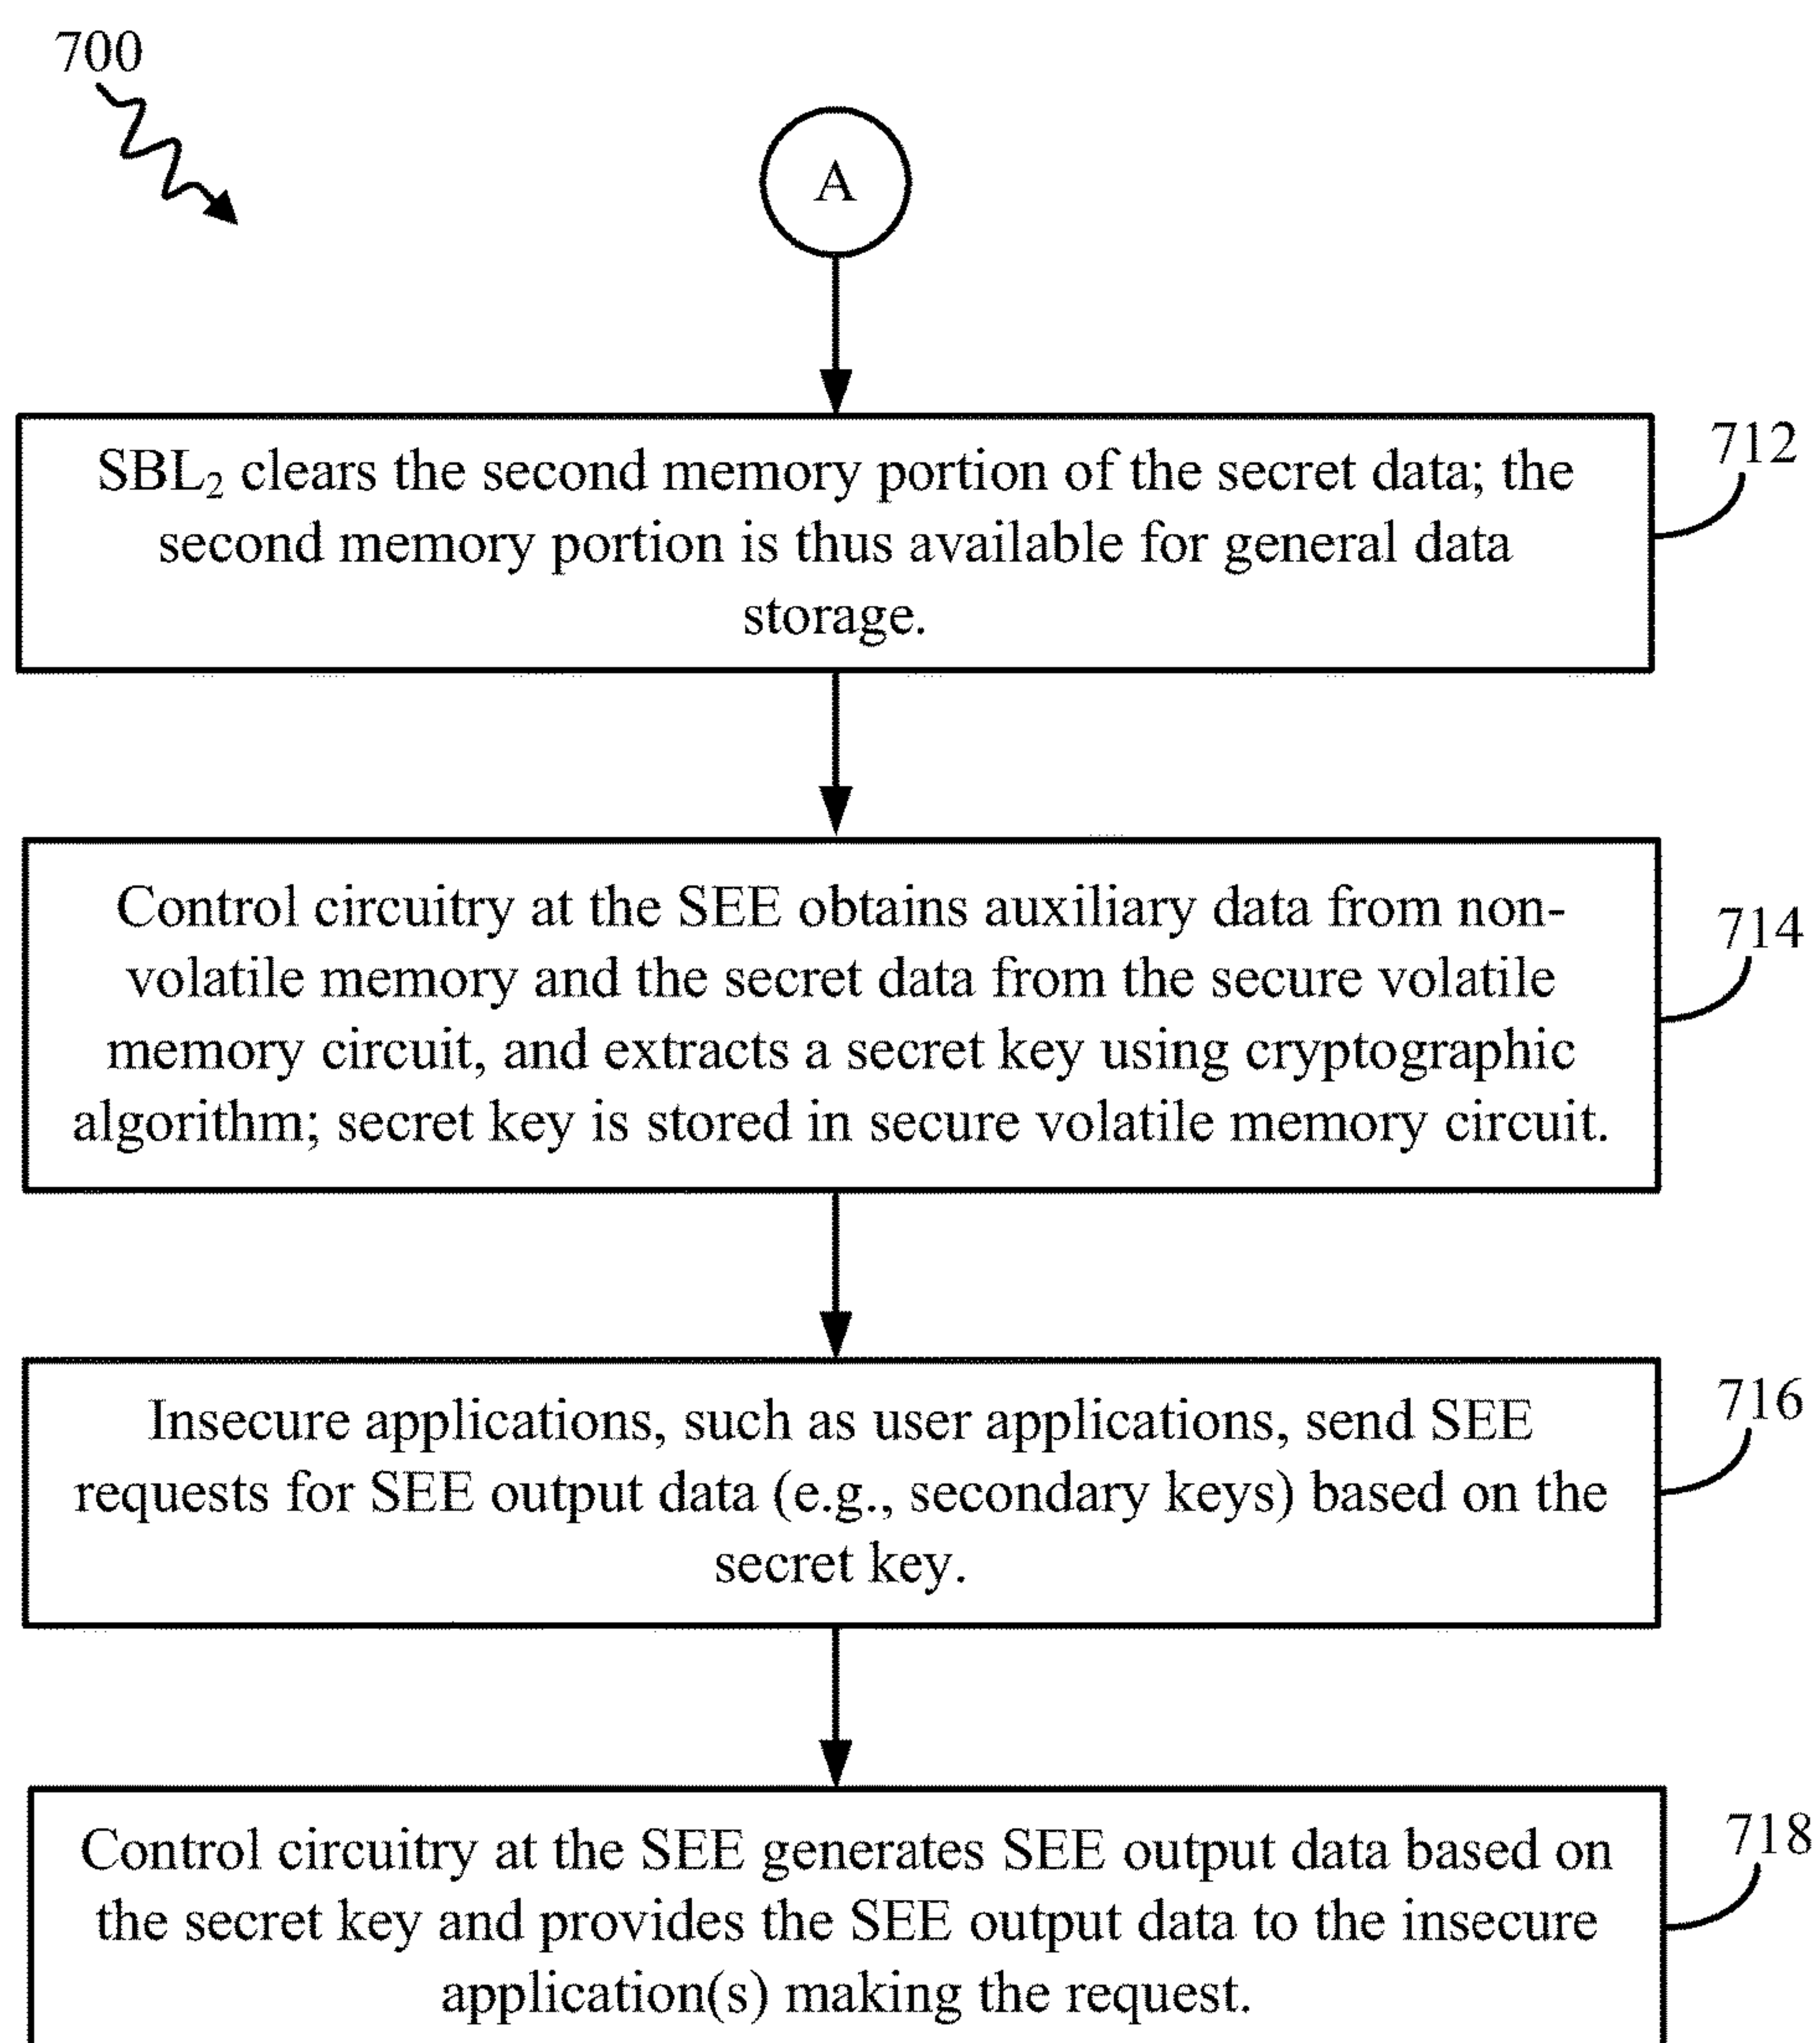 700
A
SBL₂ clears the second memory portion of the secret data; the
second memory portion is thus available for general data
storage.
712
Control circuitry at the SEE obtains auxiliary data from non-
volatile memory and the secret data from the secure volatile
memory circuit, and extracts a secret key using cryptographic
algorithm; secret key is stored in secure volatile memory circuit.
714
Insecure applications, such as user applications, send SEE
requests for SEE output data (e.g., secondary keys) based on the
secret key.
716
Control circuitry at the SEE generates SEE output data based on
the secret key and provides the SEE output data to the insecure
application(s) making the request.
718